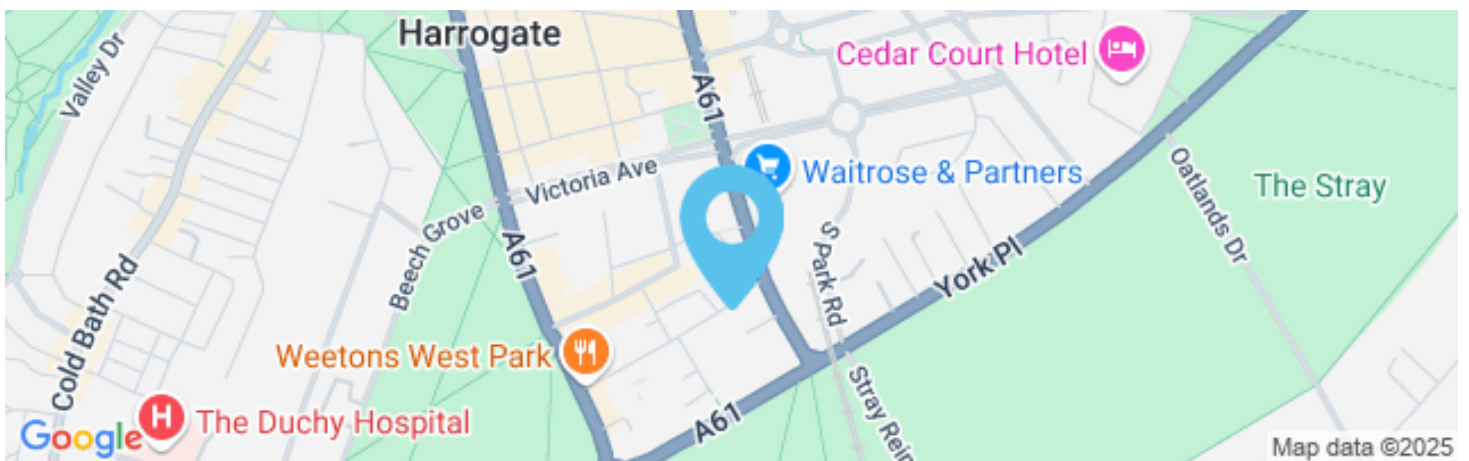 Harrogate
Cedar Court Hotel
Valley Dr
A61
Victoria Ave
Waitrose & Partners
Oatlands Dr
The Stray
Beech Grove
A61
S Park Rd
York Pl
Cold Bath Rd
Weetons West Park
A61
Stray Rein
The Duchy Hospital
H
Google
Map data ©2025